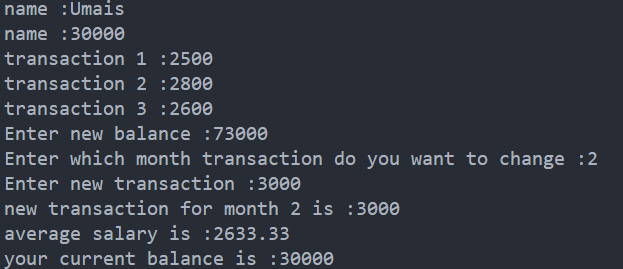 name :Umais
name :30000
transaction 1 :2500
transaction 2 :2800
transaction 3 :2600
Enter new balance :73000
Enter which month transaction do you want to change :2
Enter new transaction :3000
new transaction for month 2 is :3000
average salary is :2633.33
your current balance is :30000